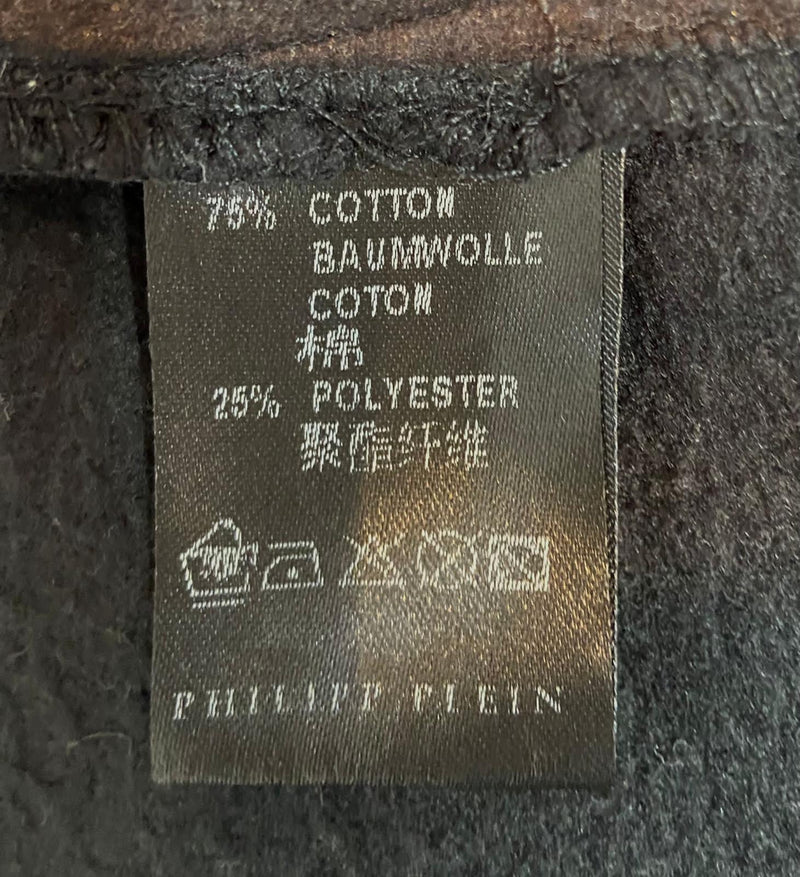 75% COTTON
BAUMWOLLE
COTON
棉
25% POLYESTER
聚酯纤维
PHILIPP PLEIN